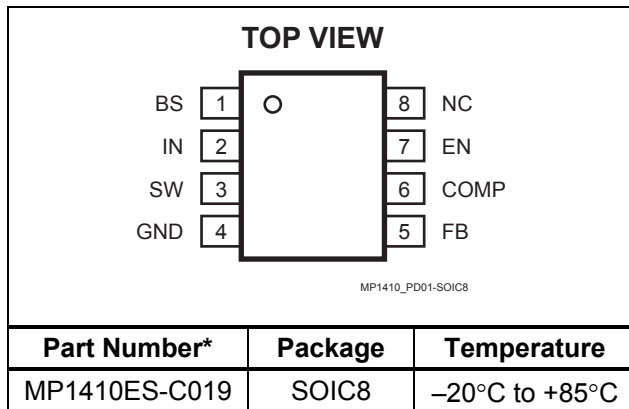 TOP VIEW
BS 1 8 NC
IN 2 7 EN
SW 3 6 COMP
GND 4 5 FB
MP1410_PD01-SOIC8
Part Number* Package Temperature
MP1410ES-C019 SOIC8 –20°C to +85°C